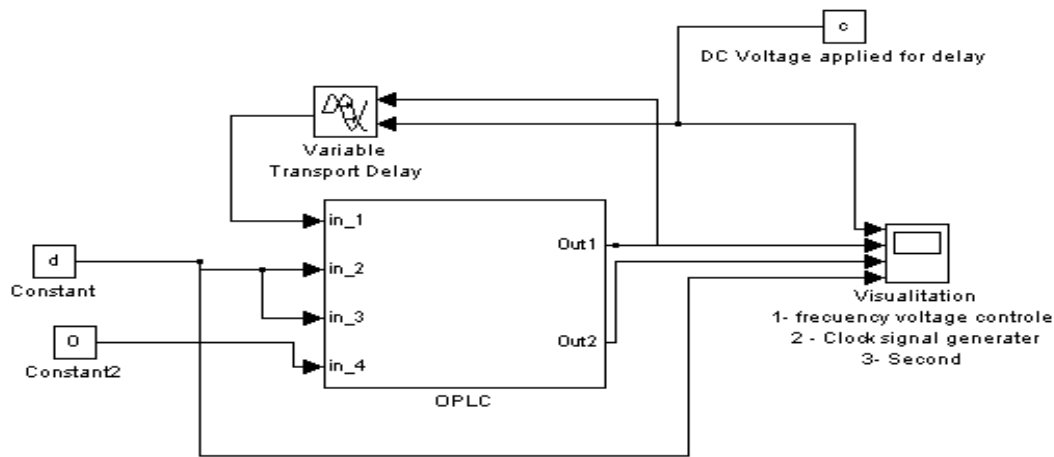 c
DC Voltage applied for delay
Variable
Transport Delay
in_1
Out1
d
in_2
Constant
in_3
Visualitation
1- frecuency voltage controle
0
Out2
2 - Clock signal generater
Constant2
in_4
3- Second
OPLC